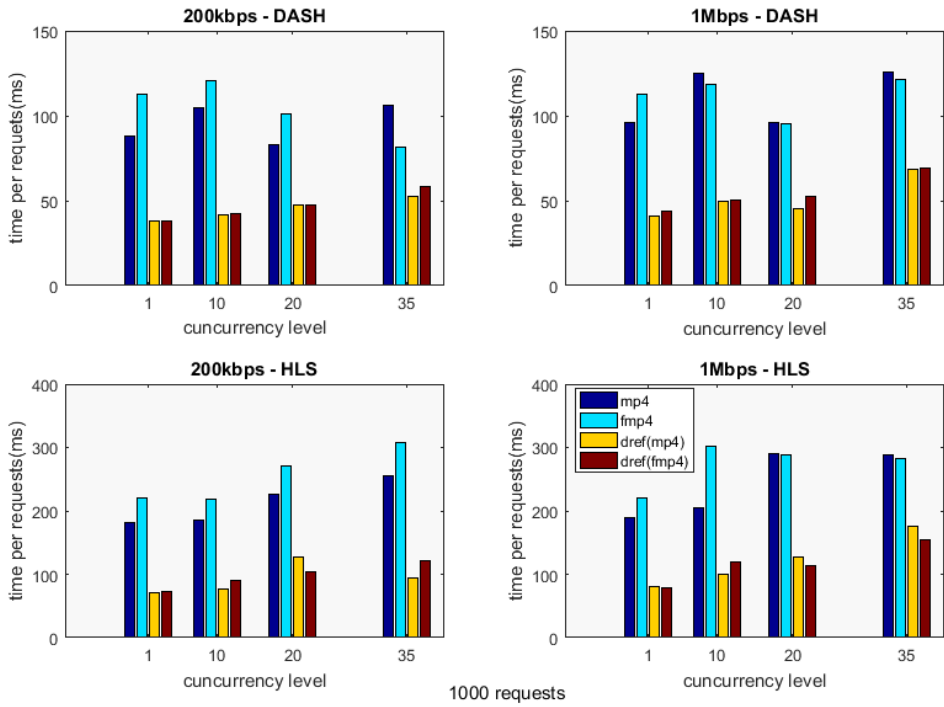 200kbps - DASH
150
100
50
0
time per requets(ms)
1 10 20 35
cuncurrency level
1Mbps - DASH
150
100
50
0
time per requests(ms)
1 10 20 35
cuncurrency level
200kbps - HLS
400
300
200
100
0
time per requests(ms)
1 10 20 35
cuncurrency level
1Mbps - HLS
400
300
200
100
0
time per requests(ms)
mp4
fmp4
dref(mp4)
dref(fmp4)
1 10 20 35
cuncurrency level
1000 requests